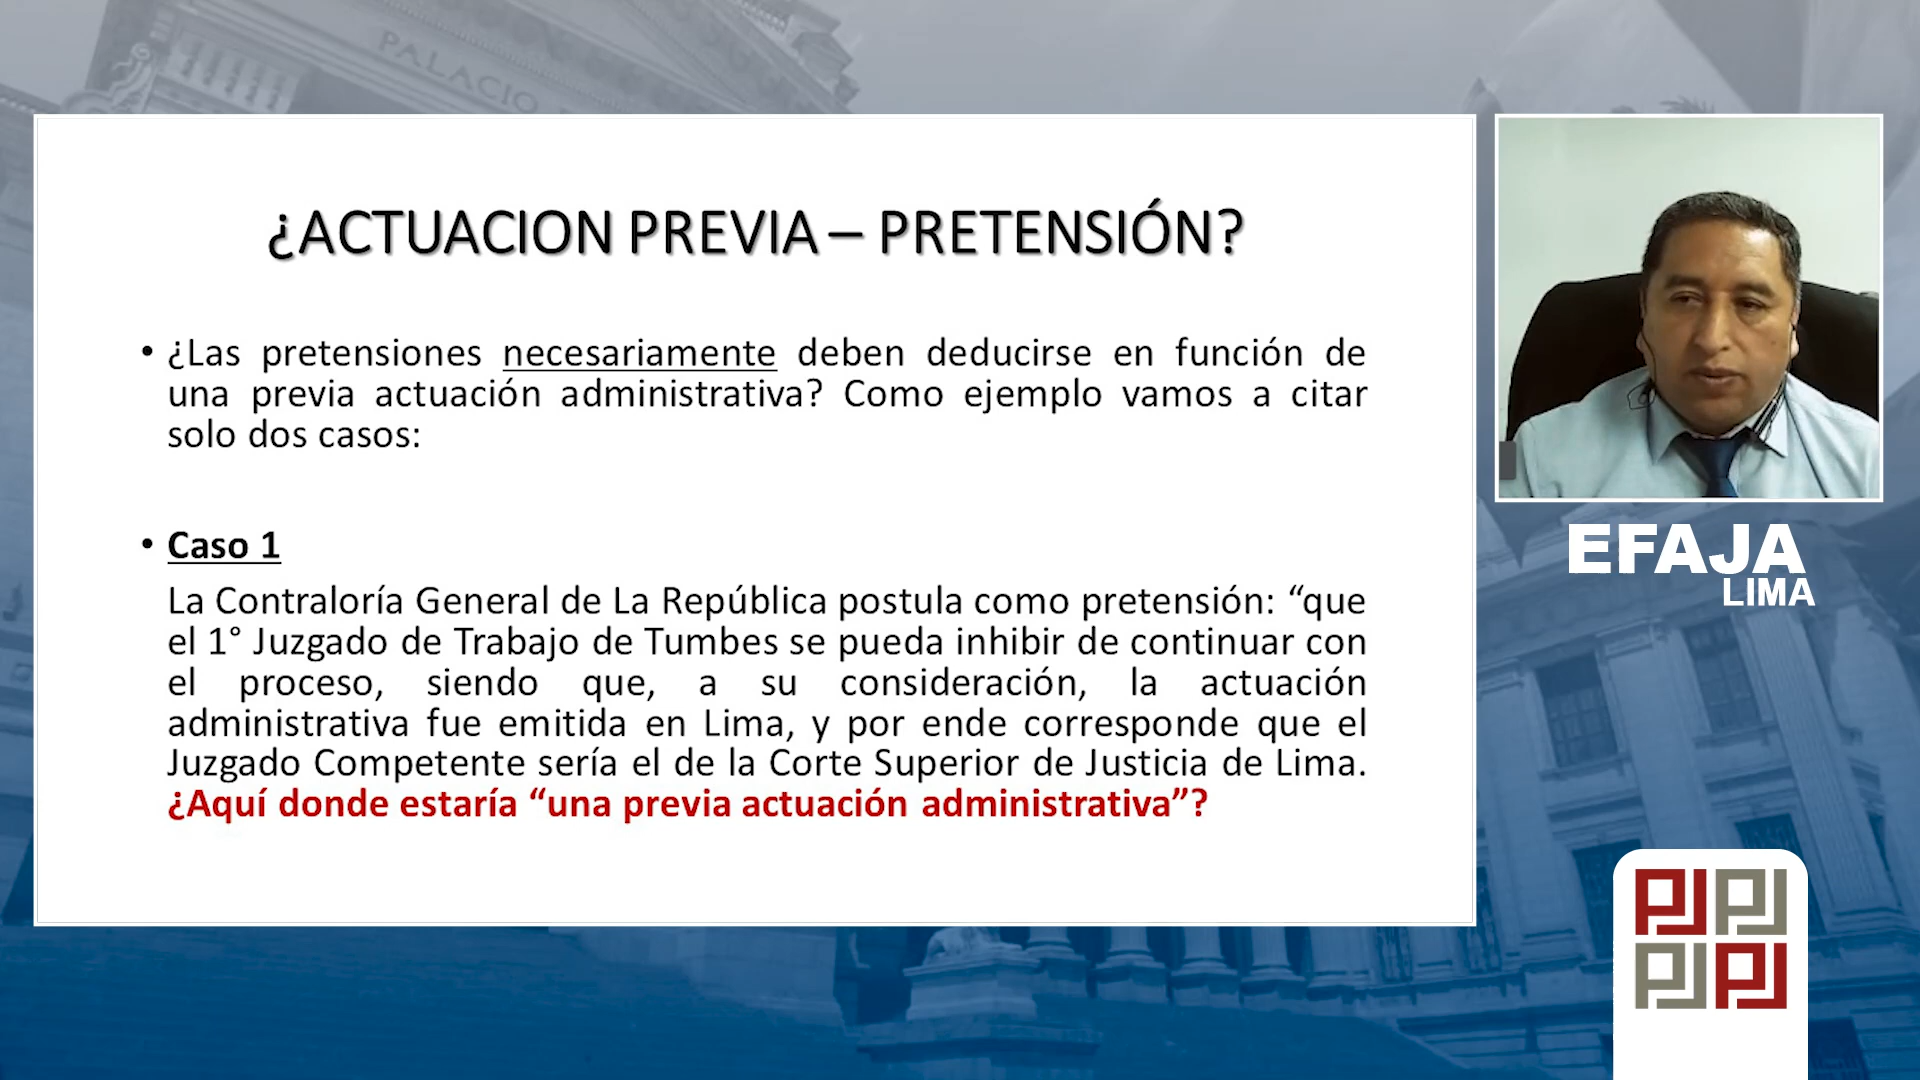 PALACIO
¿ACTUACION PREVIA – PRETENSIÓN?
• ¿Las pretensiones necesariamente deben deducirse en función de
una previa actuación administrativa? Como ejemplo vamos a citar
solo dos casos:
• Caso 1
La Contraloría General de La República postula como pretensión: “que
el 1° Juzgado de Trabajo de Tumbes se pueda inhibir de continuar con
el proceso, siendo que, a su consideración, la actuación
administrativa fue emitida en Lima, y por ende corresponde que el
Juzgado Competente sería el de la Corte Superior de Justicia de Lima.
¿Aquí donde estaría “una previa actuación administrativa”?
EFAJA
LIMA
PJ PJ
PJ PJ